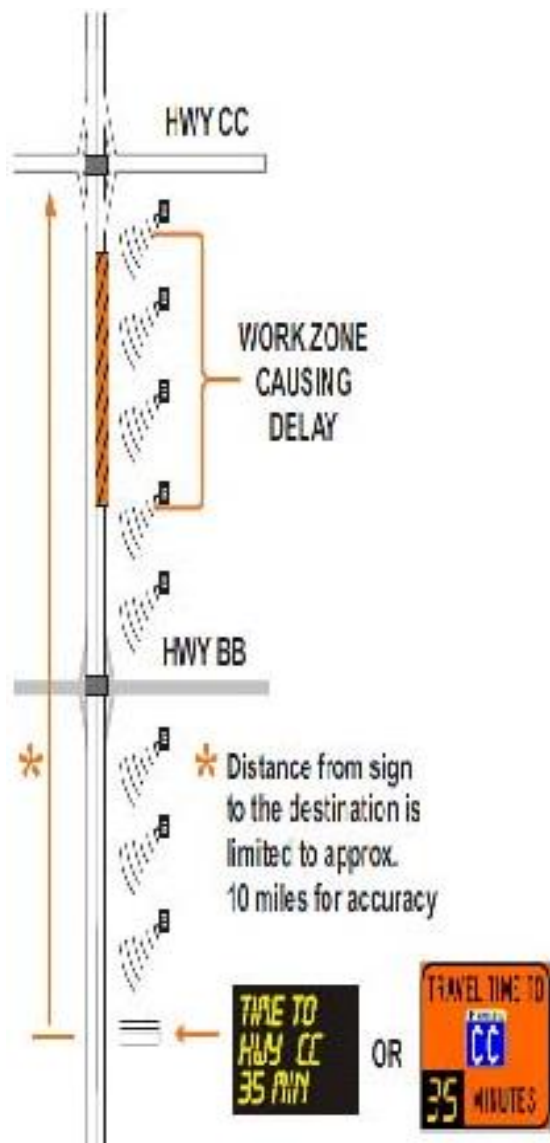 HWY CC
WORK ZONE
CAUSING
DELAY
HWY BB
* Distance from sign
to the destination is
limited to approx.
10 miles for accuracy
*
TIME TO
HWY CC
35 MIN
OR
TRAVEL TIME TO
CC
35 MINUTES